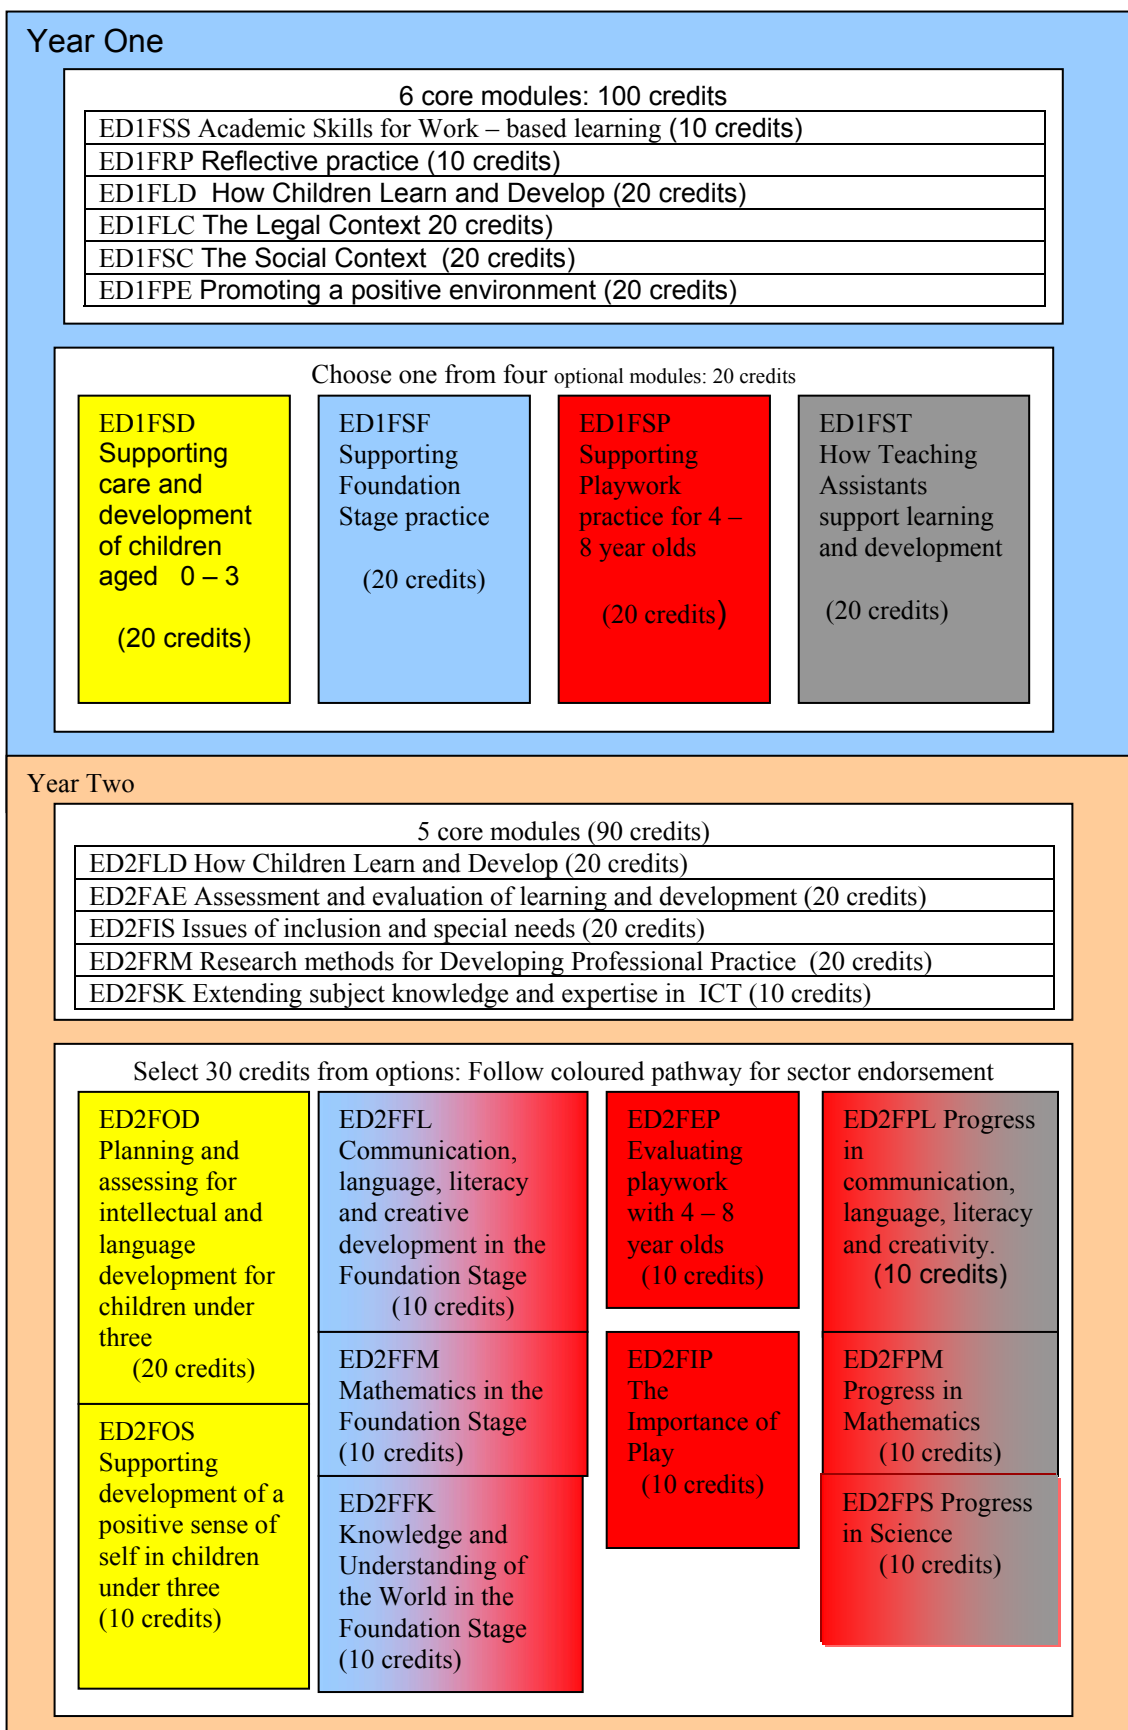 Year One
6 core modules: 100 credits
ED1FSS Academic Skills for Work – based learning (10 credits)
ED1FRP Reflective practice (10 credits)
ED1FLD How Children Learn and Develop (20 credits)
ED1FLC The Legal Context 20 credits)
ED1FSC The Social Context (20 credits)
ED1FPE Promoting a positive environment (20 credits)
Choose one from four optional modules: 20 credits
ED1FSD
Supporting
care and
development
of children
aged 0 – 3
(20 credits)
ED1FSF
Supporting
Foundation
Stage practice
(20 credits)
ED1FSP
Supporting
Playwork
practice for 4 –
8 year olds
(20 credits)
ED1FST
How Teaching
Assistants
support learning
and development
(20 credits)
Year Two
5 core modules (90 credits)
ED2FLD How Children Learn and Develop (20 credits)
ED2FAE Assessment and evaluation of learning and development (20 credits)
ED2FIS Issues of inclusion and special needs (20 credits)
ED2FRM Research methods for Developing Professional Practice (20 credits)
ED2FSK Extending subject knowledge and expertise in ICT (10 credits)
Select 30 credits from options: Follow coloured pathway for sector endorsement
ED2FOD
Planning and
assessing for
intellectual and
language
development for
children under
three
(20 credits)
ED2FOS
Supporting
development of a
positive sense of
self in children
under three
(10 credits)
ED2FFL
Communication,
language, literacy
and creative
development in the
Foundation Stage
(10 credits)
ED2FFM
Mathematics in the
Foundation Stage
(10 credits)
ED2FFK
Knowledge and
Understanding of
the World in the
Foundation Stage
(10 credits)
ED2FEP
Evaluating
playwork
with 4 – 8
year olds
(10 credits)
ED2FIP
The
Importance of
Play
(10 credits)
ED2FPL Progress
in
communication,
language, literacy
and creativity.
(10 credits)
ED2FPM
Progress in
Mathematics
(10 credits)
ED2FPS Progress
in Science
(10 credits)